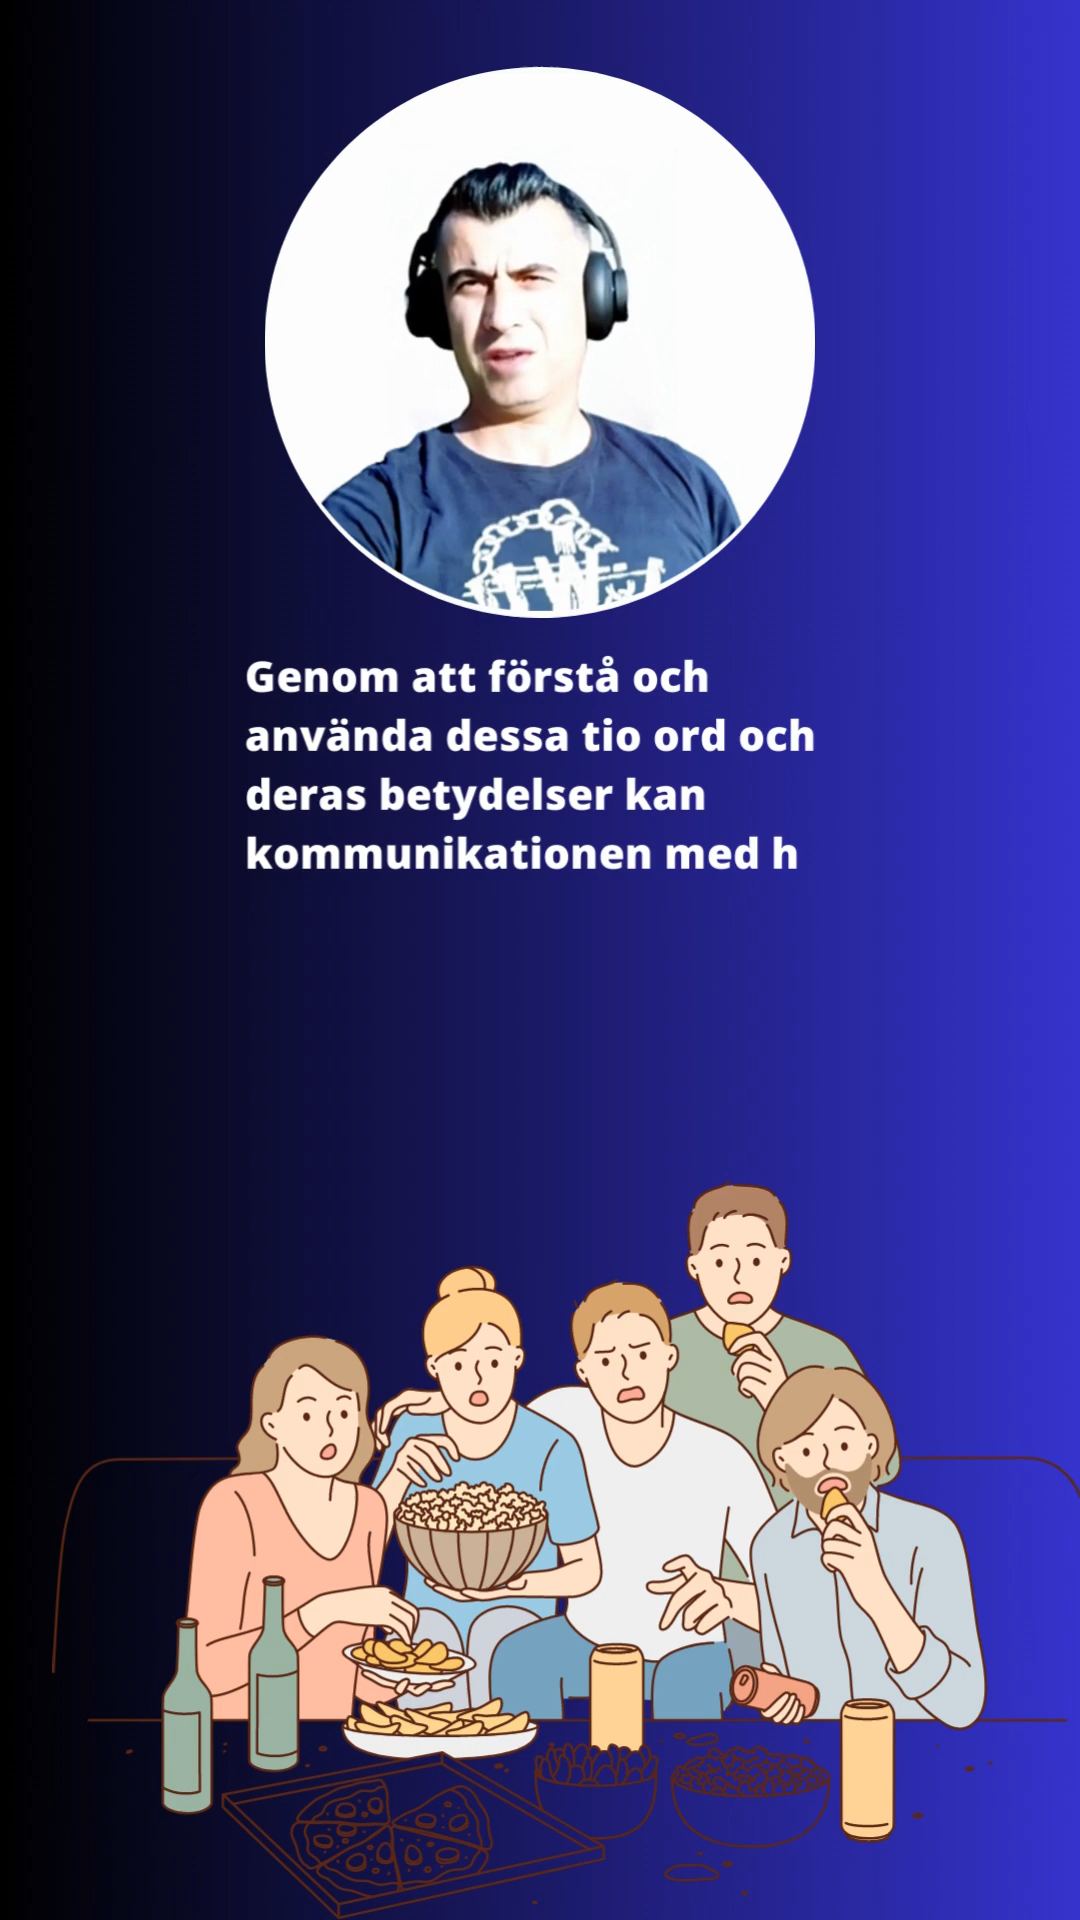 Genom att förstå och
använda dessa tio ord och
deras betydelser kan
kommunikationen med h